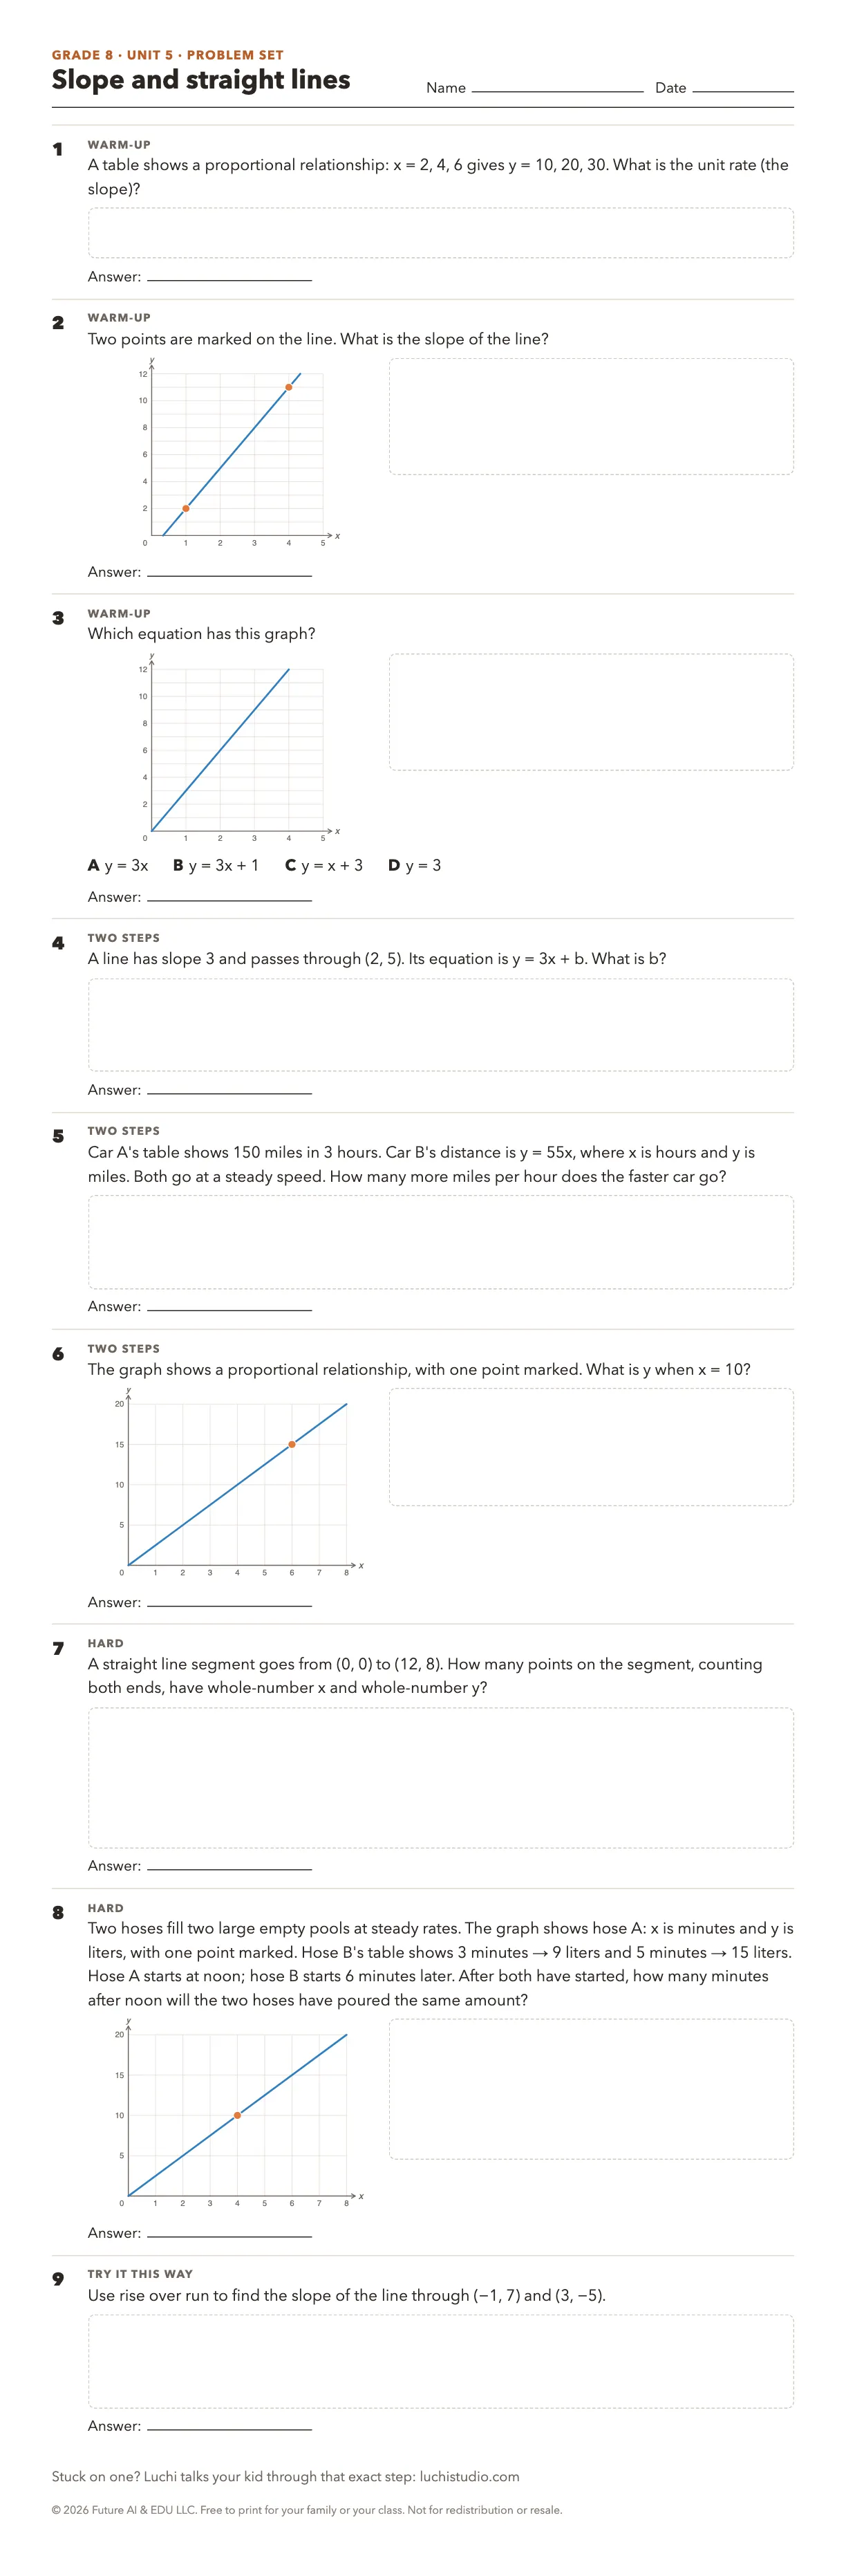 GRADE 8 · UNIT 5 · PROBLEM SET
Slope and straight lines
Name Date
1
WARM-UP
A table shows a proportional relationship: x = 2, 4, 6 gives y = 10, 20, 30. What is the unit rate (the
slope)?
Answer:
2
WARM-UP
Two points are marked on the line. What is the slope of the line?
y
12
10
8
6
4
2
0 1 2 3 4 5 x
Answer:
3
WARM-UP
Which equation has this graph?
y
12
10
8
6
4
2
0 1 2 3 4 5 x
A y = 3x B y = 3x + 1 C y = x + 3 D y = 3
Answer:
4
TWO STEPS
A line has slope 3 and passes through (2, 5). Its equation is y = 3x + b. What is b?
Answer:
5
TWO STEPS
Car A's table shows 150 miles in 3 hours. Car B's distance is y = 55x, where x is hours and y is
miles. Both go at a steady speed. How many more miles per hour does the faster car go?
Answer:
6
TWO STEPS
The graph shows a proportional relationship, with one point marked. What is y when x = 10?
y
20
15
10
5
0 1 2 3 4 5 6 7 8 x
Answer:
7
HARD
A straight line segment goes from (0, 0) to (12, 8). How many points on the segment, counting
both ends, have whole-number x and whole-number y?
Answer:
8
HARD
Two hoses fill two large empty pools at steady rates. The graph shows hose A: x is minutes and y is
liters, with one point marked. Hose B's table shows 3 minutes → 9 liters and 5 minutes → 15 liters.
Hose A starts at noon; hose B starts 6 minutes later. After both have started, how many minutes
after noon will the two hoses have poured the same amount?
y
20
15
10
5
0 1 2 3 4 5 6 7 8 x
Answer:
9
TRY IT THIS WAY
Use rise over run to find the slope of the line through (−1, 7) and (3, −5).
Answer:
Stuck on one? Luchi talks your kid through that exact step: luchistudio.com
© 2026 Future AI & EDU LLC. Free to print for your family or your class. Not for redistribution or resale.